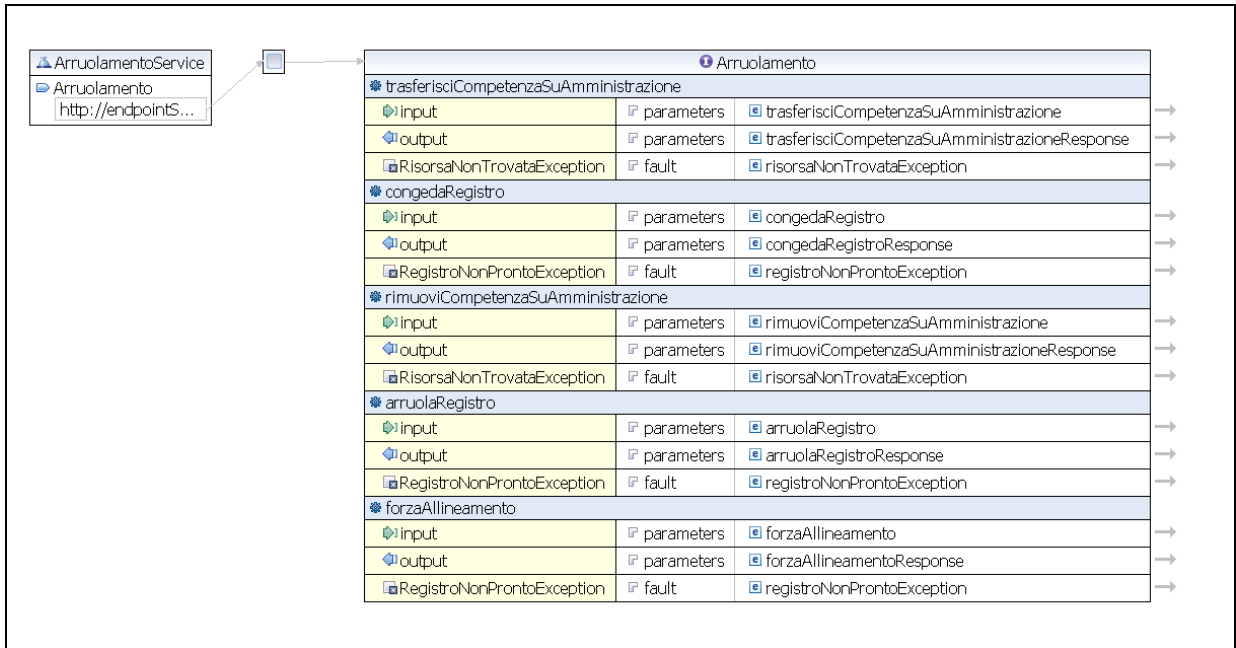 ArruolamentoService
Arruolamento
http://endpointS...
Arruolamento
trasferisciCompetenzaSuAmministrazione
input parameters trasferisciCompetenzaSuAmministrazione
output parameters trasferisciCompetenzaSuAmministrazioneResponse
RisorsaNonTrovataException fault risorsaNonTrovataException
congedaRegistro
input parameters congedaRegistro
output parameters congedaRegistroResponse
RegistroNonProntoException fault registroNonProntoException
rimuoviCompetenzaSuAmministrazione
input parameters rimuoviCompetenzaSuAmministrazione
output parameters rimuoviCompetenzaSuAmministrazioneResponse
RisorsaNonTrovataException fault risorsaNonTrovataException
arruolaRegistro
input parameters arruolaRegistro
output parameters arruolaRegistroResponse
RegistroNonProntoException fault registroNonProntoException
forzaAllineamento
input parameters forzaAllineamento
output parameters forzaAllineamentoResponse
RegistroNonProntoException fault registroNonProntoException